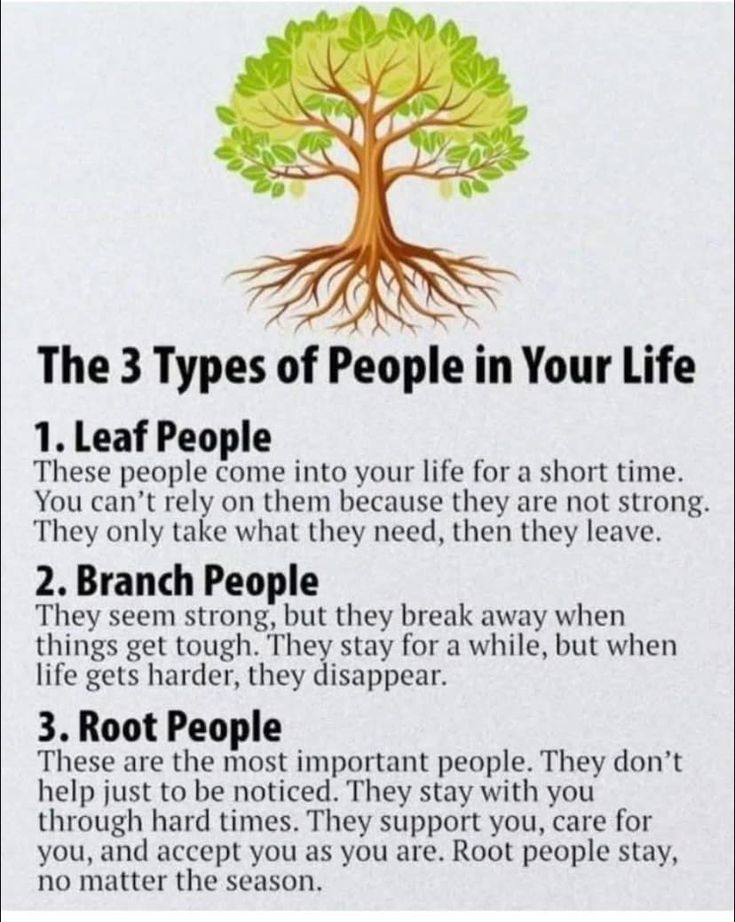 The 3 Types of People in Your Life
1. Leaf People
These people come into your life for a short time.
You can't rely on them because they are not strong.
They only take what they need, then they leave.
2. Branch People
They seem strong, but they break away when
things get tough. They stay for a while, but when
life gets harder, they disappear.
3. Root People
These are the most important people. They don't
help just to be noticed. They stay with you
through hard times. They support you, care for
you, and accept you as you are. Root people stay,
no matter the season.